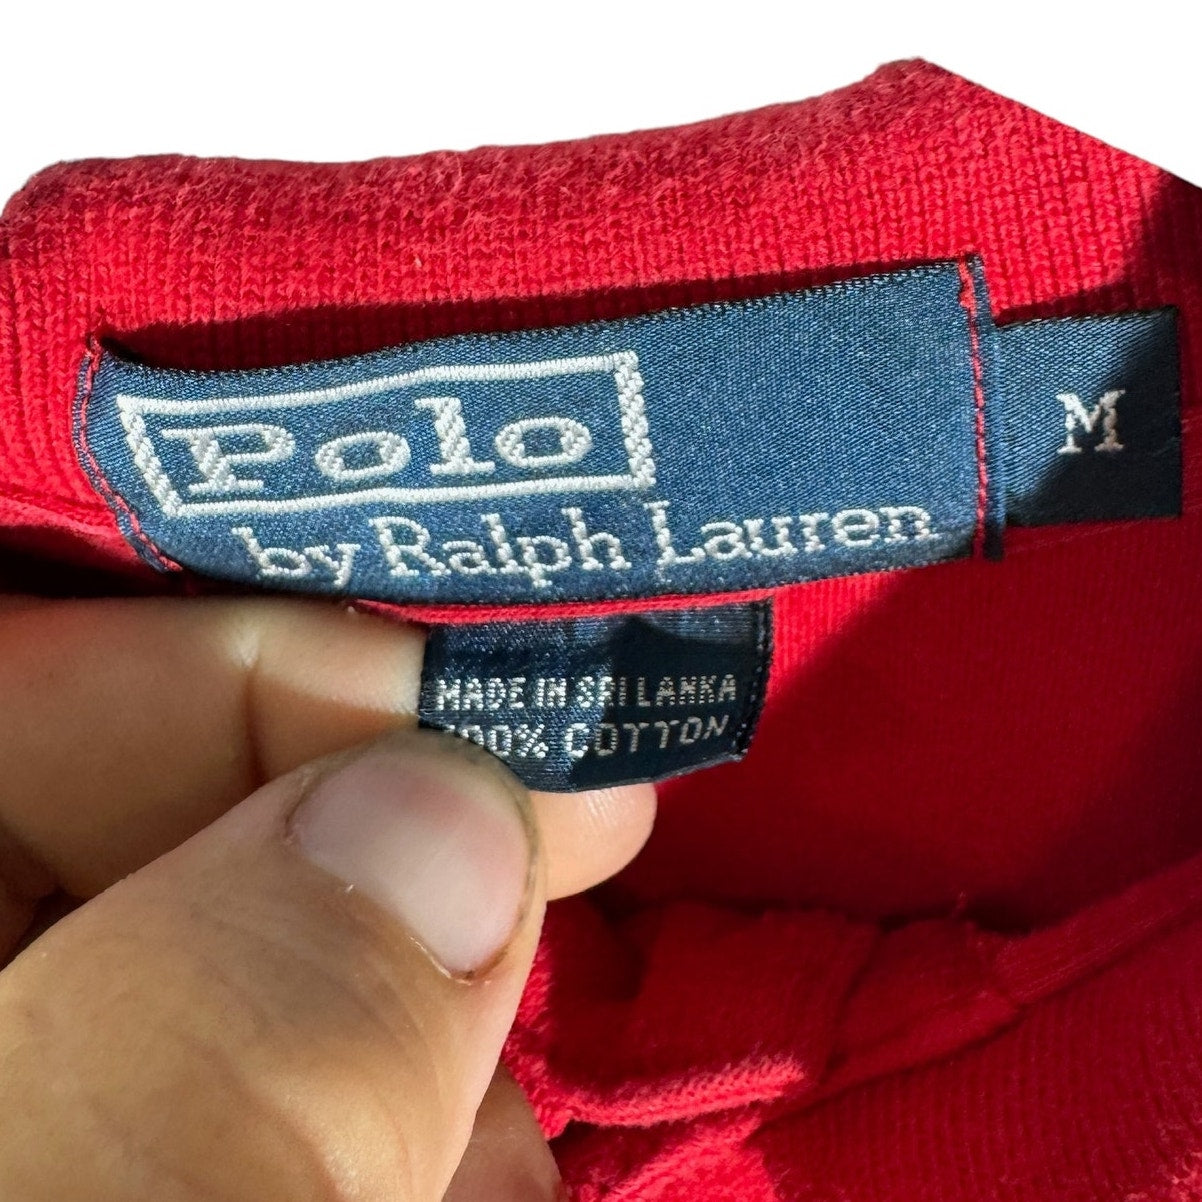 Polo
by Ralph Lauren
M
MADE IN SRI LANKA
100% COTTON